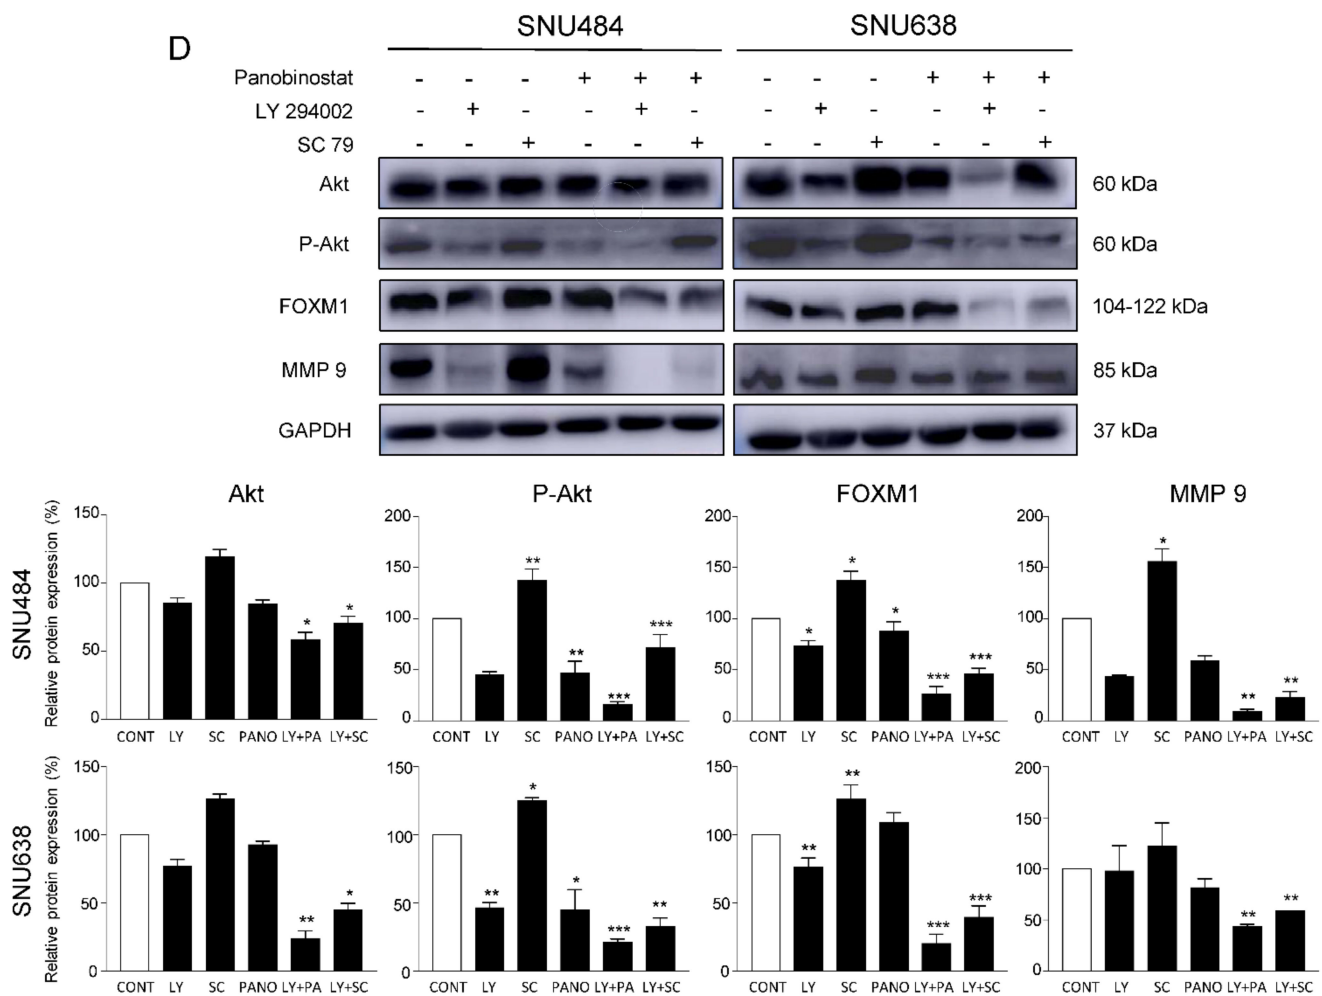 D
SNU484 SNU638
Panobinostat - - - + + + - - - + + +
LY 294002 - + - - + - - + - - + -
SC 79 - - + - - + - - + - - +
Akt 60 kDa
P-Akt 60 kDa
FOXM1 104-122 kDa
MMP 9 85 kDa
GAPDH 37 kDa
Akt P-Akt FOXM1 MMP 9
SNU484
Relative protein expression (%)
150 100 50 0
* *
CONT LY SC PANO LY+PA LY+SC
200 150 100 50 0
** ** *** ***
CONT LY SC PANO LY+PA LY+SC
200 150 100 50 0
* * * *** ***
CONT LY SC PANO LY+PA LY+SC
200 150 100 50 0
* ** **
CONT LY SC PANO LY+PA LY+SC
SNU638
Relative protein expression (%)
150 100 50 0
** *
CONT LY SC PANO LY+PA LY+SC
150 100 50 0
** * * *** **
CONT LY SC PANO LY+PA LY+SC
150 100 50 0
** ** *** ***
CONT LY SC PANO LY+PA LY+SC
200 150 100 50 0
** **
CONT LY SC PANO LY+PA LY+SC